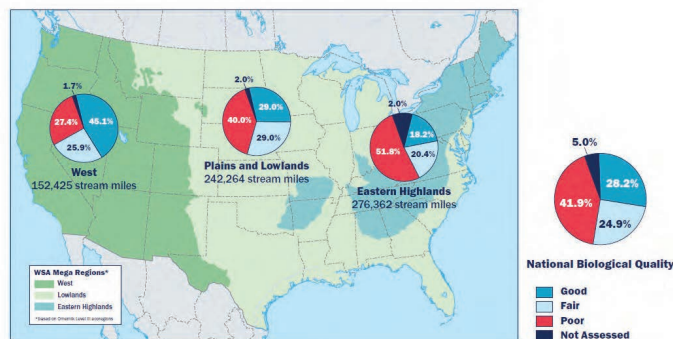 1.7%
45.1%
27.4%
25.9%
West
152,425 stream miles
2.0%
29.0%
40.0%
29.0%
Plains and Lowlands
242,264 stream miles
2.0%
18.2%
51.8%
20.4%
Eastern Highlands
276,362 stream miles
5.0%
28.2%
41.9%
24.9%
National Biological Quality
Good
Fair
Poor
Not Assessed
WSA Mega Regions*
West
Lowlands
Eastern Highlands